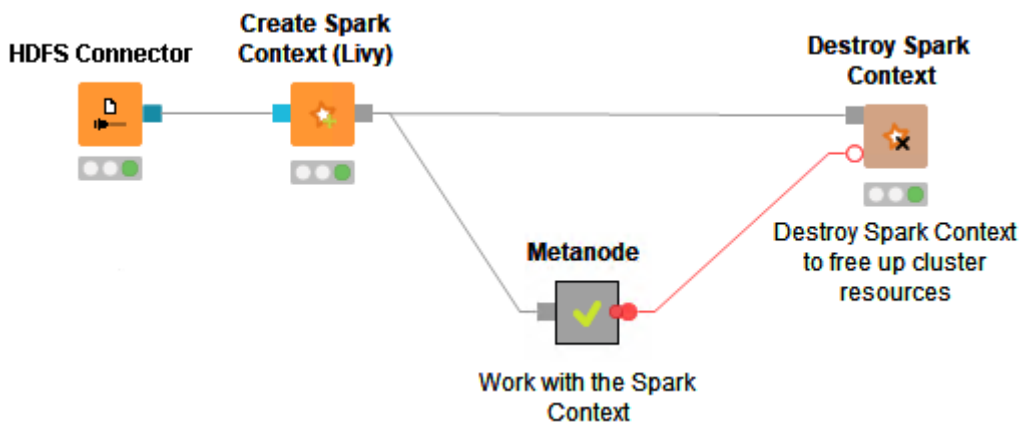 HDFS Connector
Create Spark
Context (Livy)
Destroy Spark
Context
Destroy Spark Context
to free up cluster
resources
Metanode
Work with the Spark
Context